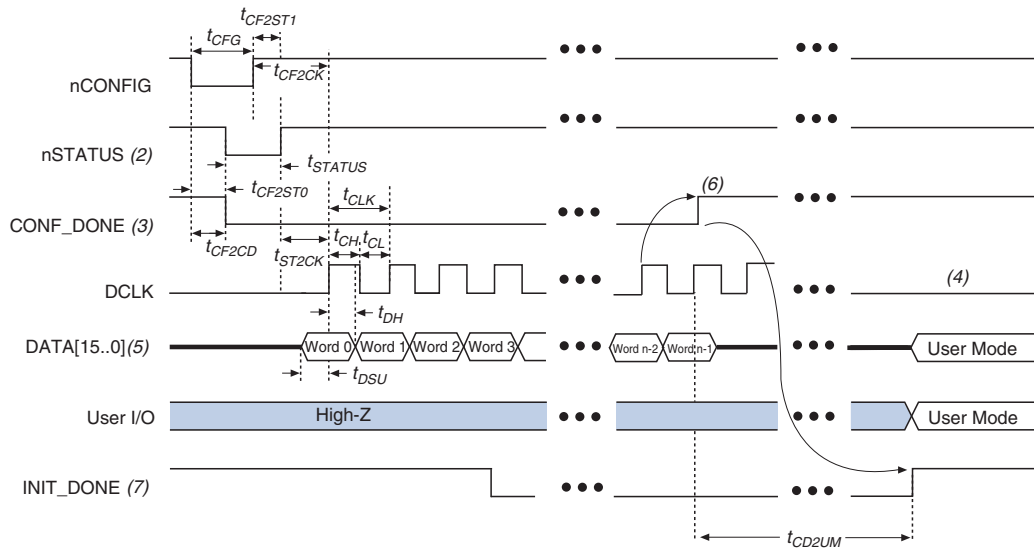 tCF2ST1
tCFG
nCONFIG
tCF2CK
nSTATUS (2)
tSTATUS
tCF2ST0
tCLK
(6)
CONF_DONE (3)
tCF2CD
tCH tCL
tST2CK
DCLK
(4)
tDH
DATA[15..0](5)
Word 0 Word 1 Word 2 Word 3 Word n-2 Word n-1 User Mode
tDSU
User I/O High-Z User Mode
INIT_DONE (7)
tCD2UM